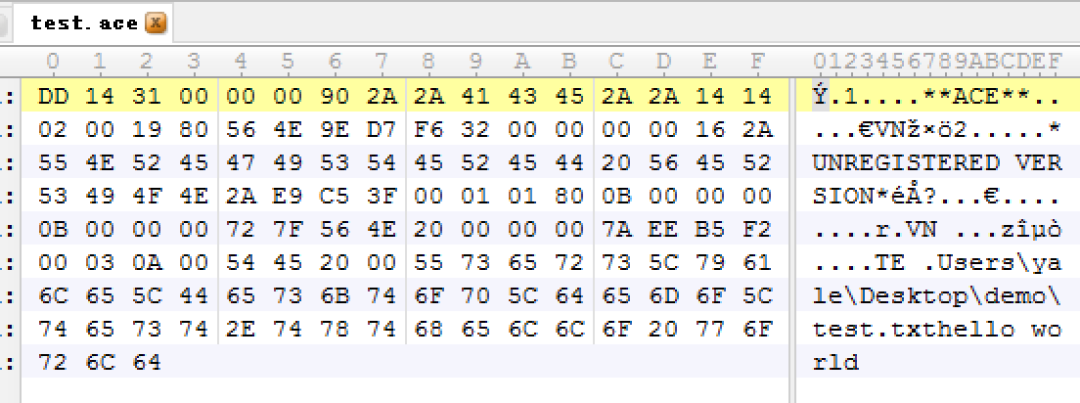 test.ace
0 1 2 3 4 5 6 7 8 9 A B C D E F 0123456789ABCDEF
DD 14 31 00 00 00 90 2A 2A 41 43 45 2A 2A 14 14 Ý.1....**ACE**..
02 00 19 80 56 4E 9E D7 F6 32 00 00 00 00 16 2A ...€VNž×ö2.....*
55 4E 52 45 47 49 53 54 45 52 45 44 20 56 45 52 UNREGISTERED VER
53 49 4F 4E 2A E9 C5 3F 00 01 01 80 0B 00 00 00 SION*éÅ?...€....
0B 00 00 00 72 7F 56 4E 20 00 00 00 7A EE B5 F2 ....r.VN ...zîµò
00 03 0A 00 54 45 20 00 55 73 65 72 73 5C 79 61 ....TE .Users\ya
6C 65 5C 44 65 73 6B 74 6F 70 5C 64 65 6D 6F 5C le\Desktop\demo\
74 65 73 74 2E 74 78 74 68 65 6C 6C 6F 20 77 6F test.txthello wo
72 6C 64 rld